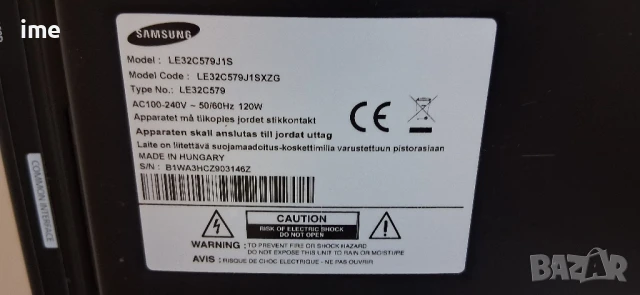 ime
SAMSUNG
Model : LE32C579J1S
Model Code : LE32C579J1SXZG
Type No.: LE32C579
AC100-240V ~ 50/60Hz 120W
Apparatet må tilkoples jordet stikkontakt
Apparaten skall anslutas till jordat uttag
Laite on liitettävä suojamaadoitus-koskettimilla varustettuun pistorasiaan
MADE IN HUNGARY
S/N : B1WA3HCZ903146Z
CAUTION
RISK OF ELECTRIC SHOCK
DO NOT OPEN
WARNING : TO PREVENT FIRE OR SHOCK HAZARD
DO NOT EXPOSE THIS UNIT TO RAIN OR MOISTURE
AVIS : RISQUE DE CHOC ELECTRIQUE - NE PAS OUVRIR
COMMON INTERFACE
bazar